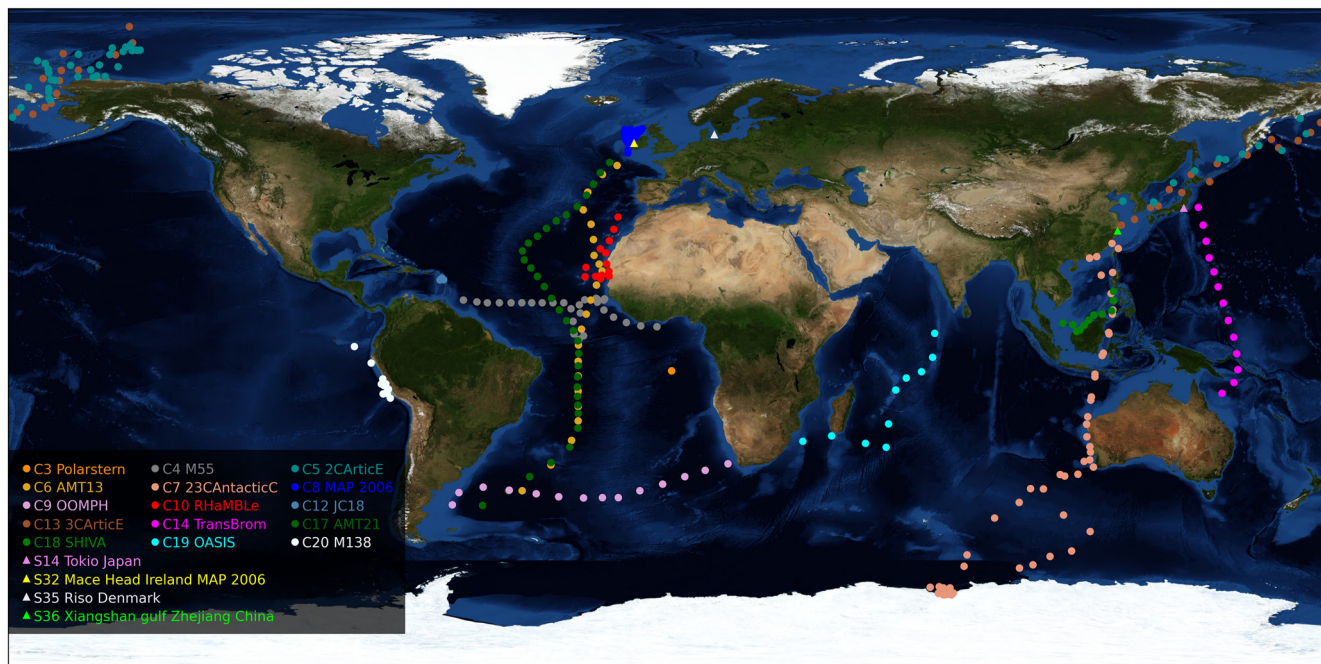 C3 Polarstern C4 M55 C5 2CArticE
C6 AMT13 C7 23CAntacticC C8 MAP 2006
C9 OOMPH C10 RHaMBLe C12 JC18
C13 3CArticE C14 TransBrom C17 AMT21
C18 SHIVA C19 OASIS C20 M138
S14 Tokio Japan
S32 Mace Head Ireland MAP 2006
S35 Riso Denmark
S36 Xiangshan gulf Zhejiang China